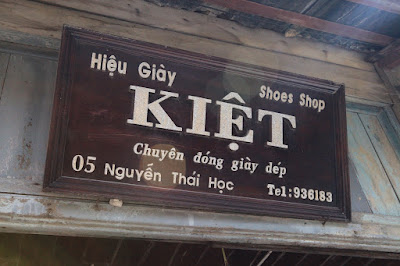 Hiệu Giày
Shoes Shop
KIỆT
Chuyên đóng giày dép
05 Nguyễn Thái Học
Tel:936183